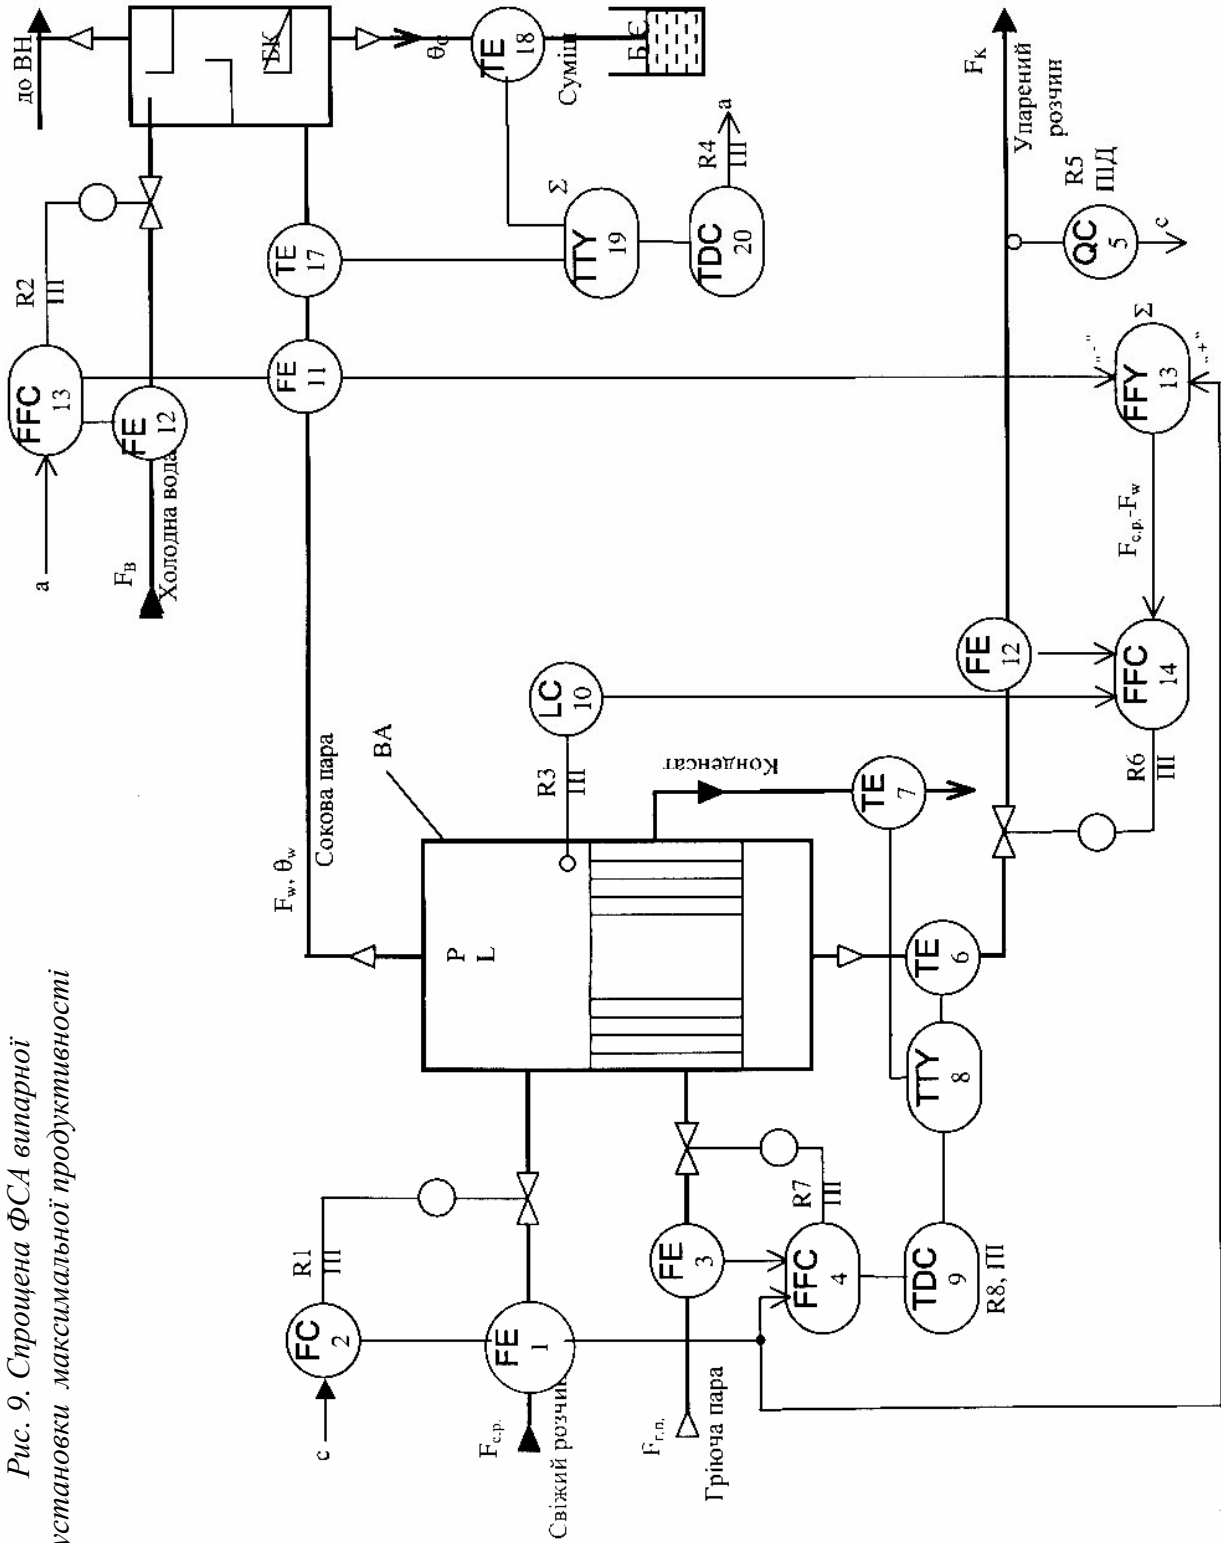 Рис. 9. Спрощена ФСА випарної
установки максимальної продуктивності
до ВН
БК
θc
TE
18
Суміш
БЄ
a
FFC
13
R2
ПІ
FE
12
Fв
Холодна вода
FE
11
TE
17
TTY
19
Σ
TDC
20
R4
ПІ
a
Fк
Упарений
розчин
QC
5
R5
ПІД
c
Fw, θw
Сокова пара
ВА
P
L
LC
10
R3
ПІ
Конденсат
TE
7
FFY
13
Σ
„-”
„+”
Fс.р.-Fw
FE
12
FFC
14
R6
ПІ
TE
6
TTY
8
TDC
9
R8, ПІ
c
FC
2
R1
ПІ
FE
1
Fс.р.
Свіжий розчин
FE
3
R7
ПІ
FFC
4
Fг.п.
Гріюча пара